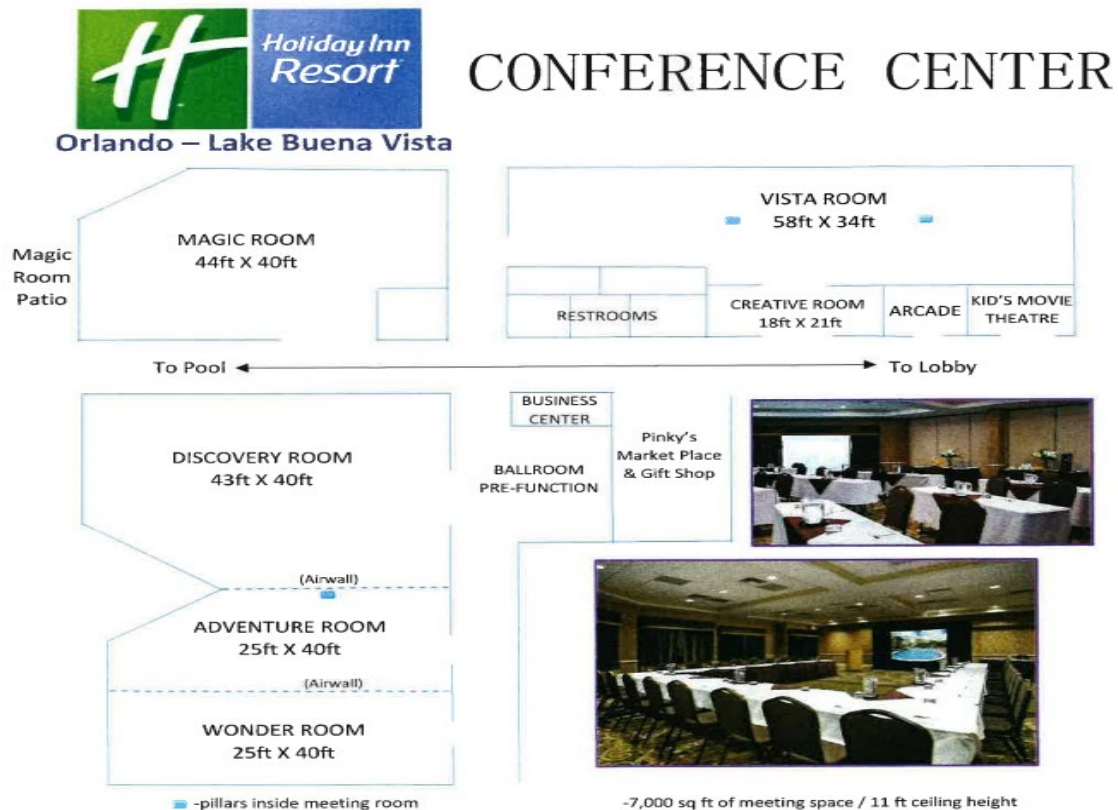 Holiday Inn
Resort
CONFERENCE CENTER
Orlando – Lake Buena Vista
MAGIC ROOM
44ft X 40ft
Magic
Room
Patio
VISTA ROOM
58ft X 34ft
RESTROOMS
CREATIVE ROOM
18ft X 21ft
ARCADE
KID'S MOVIE
THEATRE
To Pool
To Lobby
DISCOVERY ROOM
43ft X 40ft
BUSINESS
CENTER
BALLROOM
PRE-FUNCTION
Pinky's
Market Place
& Gift Shop
(Airwall)
ADVENTURE ROOM
25ft X 40ft
(Airwall)
WONDER ROOM
25ft X 40ft
-pillars inside meeting room
-7,000 sq ft of meeting space / 11 ft ceiling height